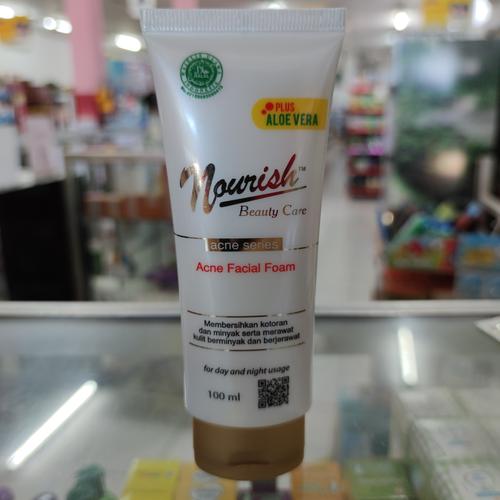 PLUS
ALOE VERA
Nourish™
Beauty Care
acne series
Acne Facial Foam
Membersihkan kotoran
dan minyak serta merawat
kulit berminyak dan berjerawat
for day and night usage
100 ml